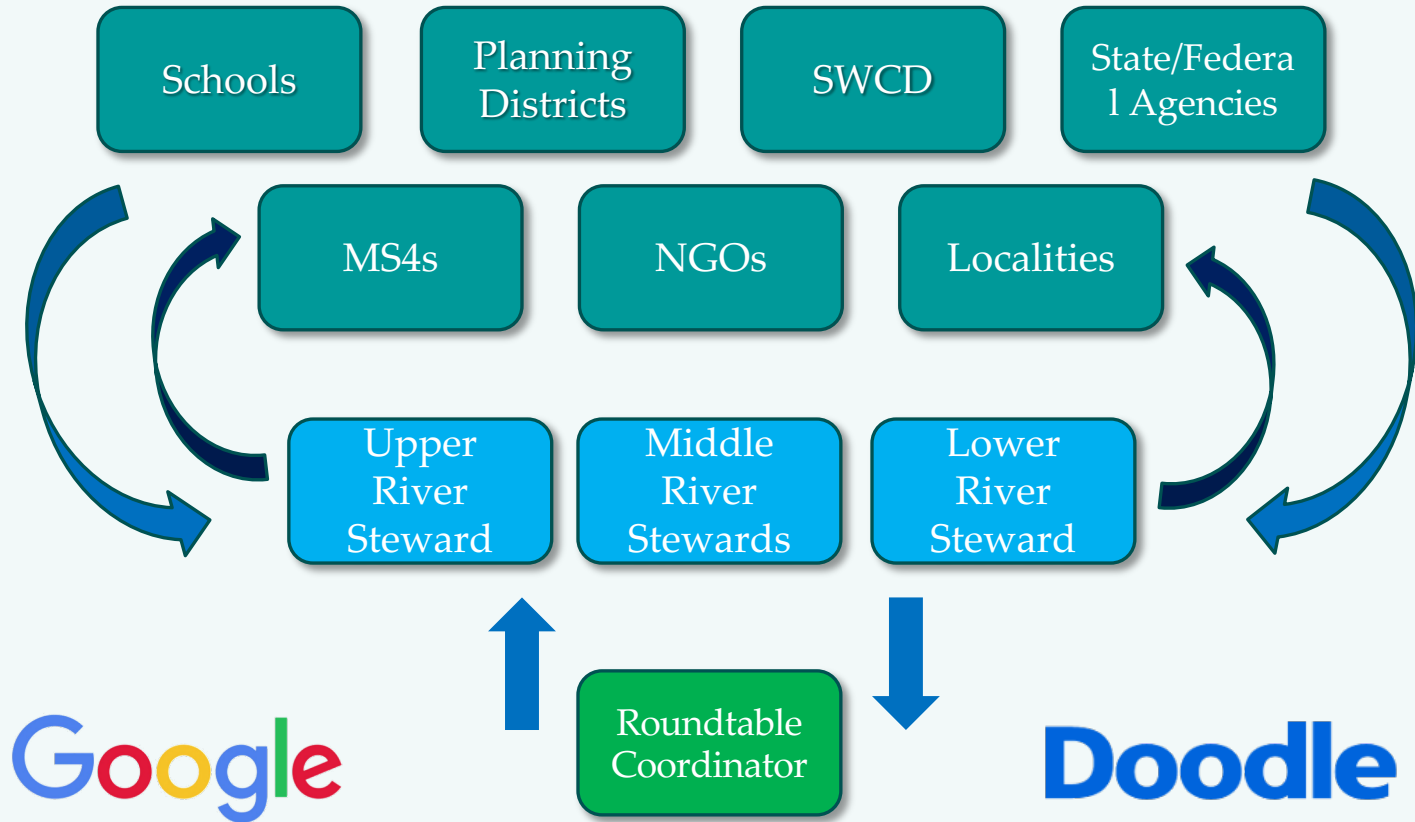 Schools
Planning
Districts
SWCD
State/Federa
l Agencies
MS4s
NGOs
Localities
Upper
River
Steward
Middle
River
Stewards
Lower
River
Steward
Roundtable
Coordinator
Google
Doodle